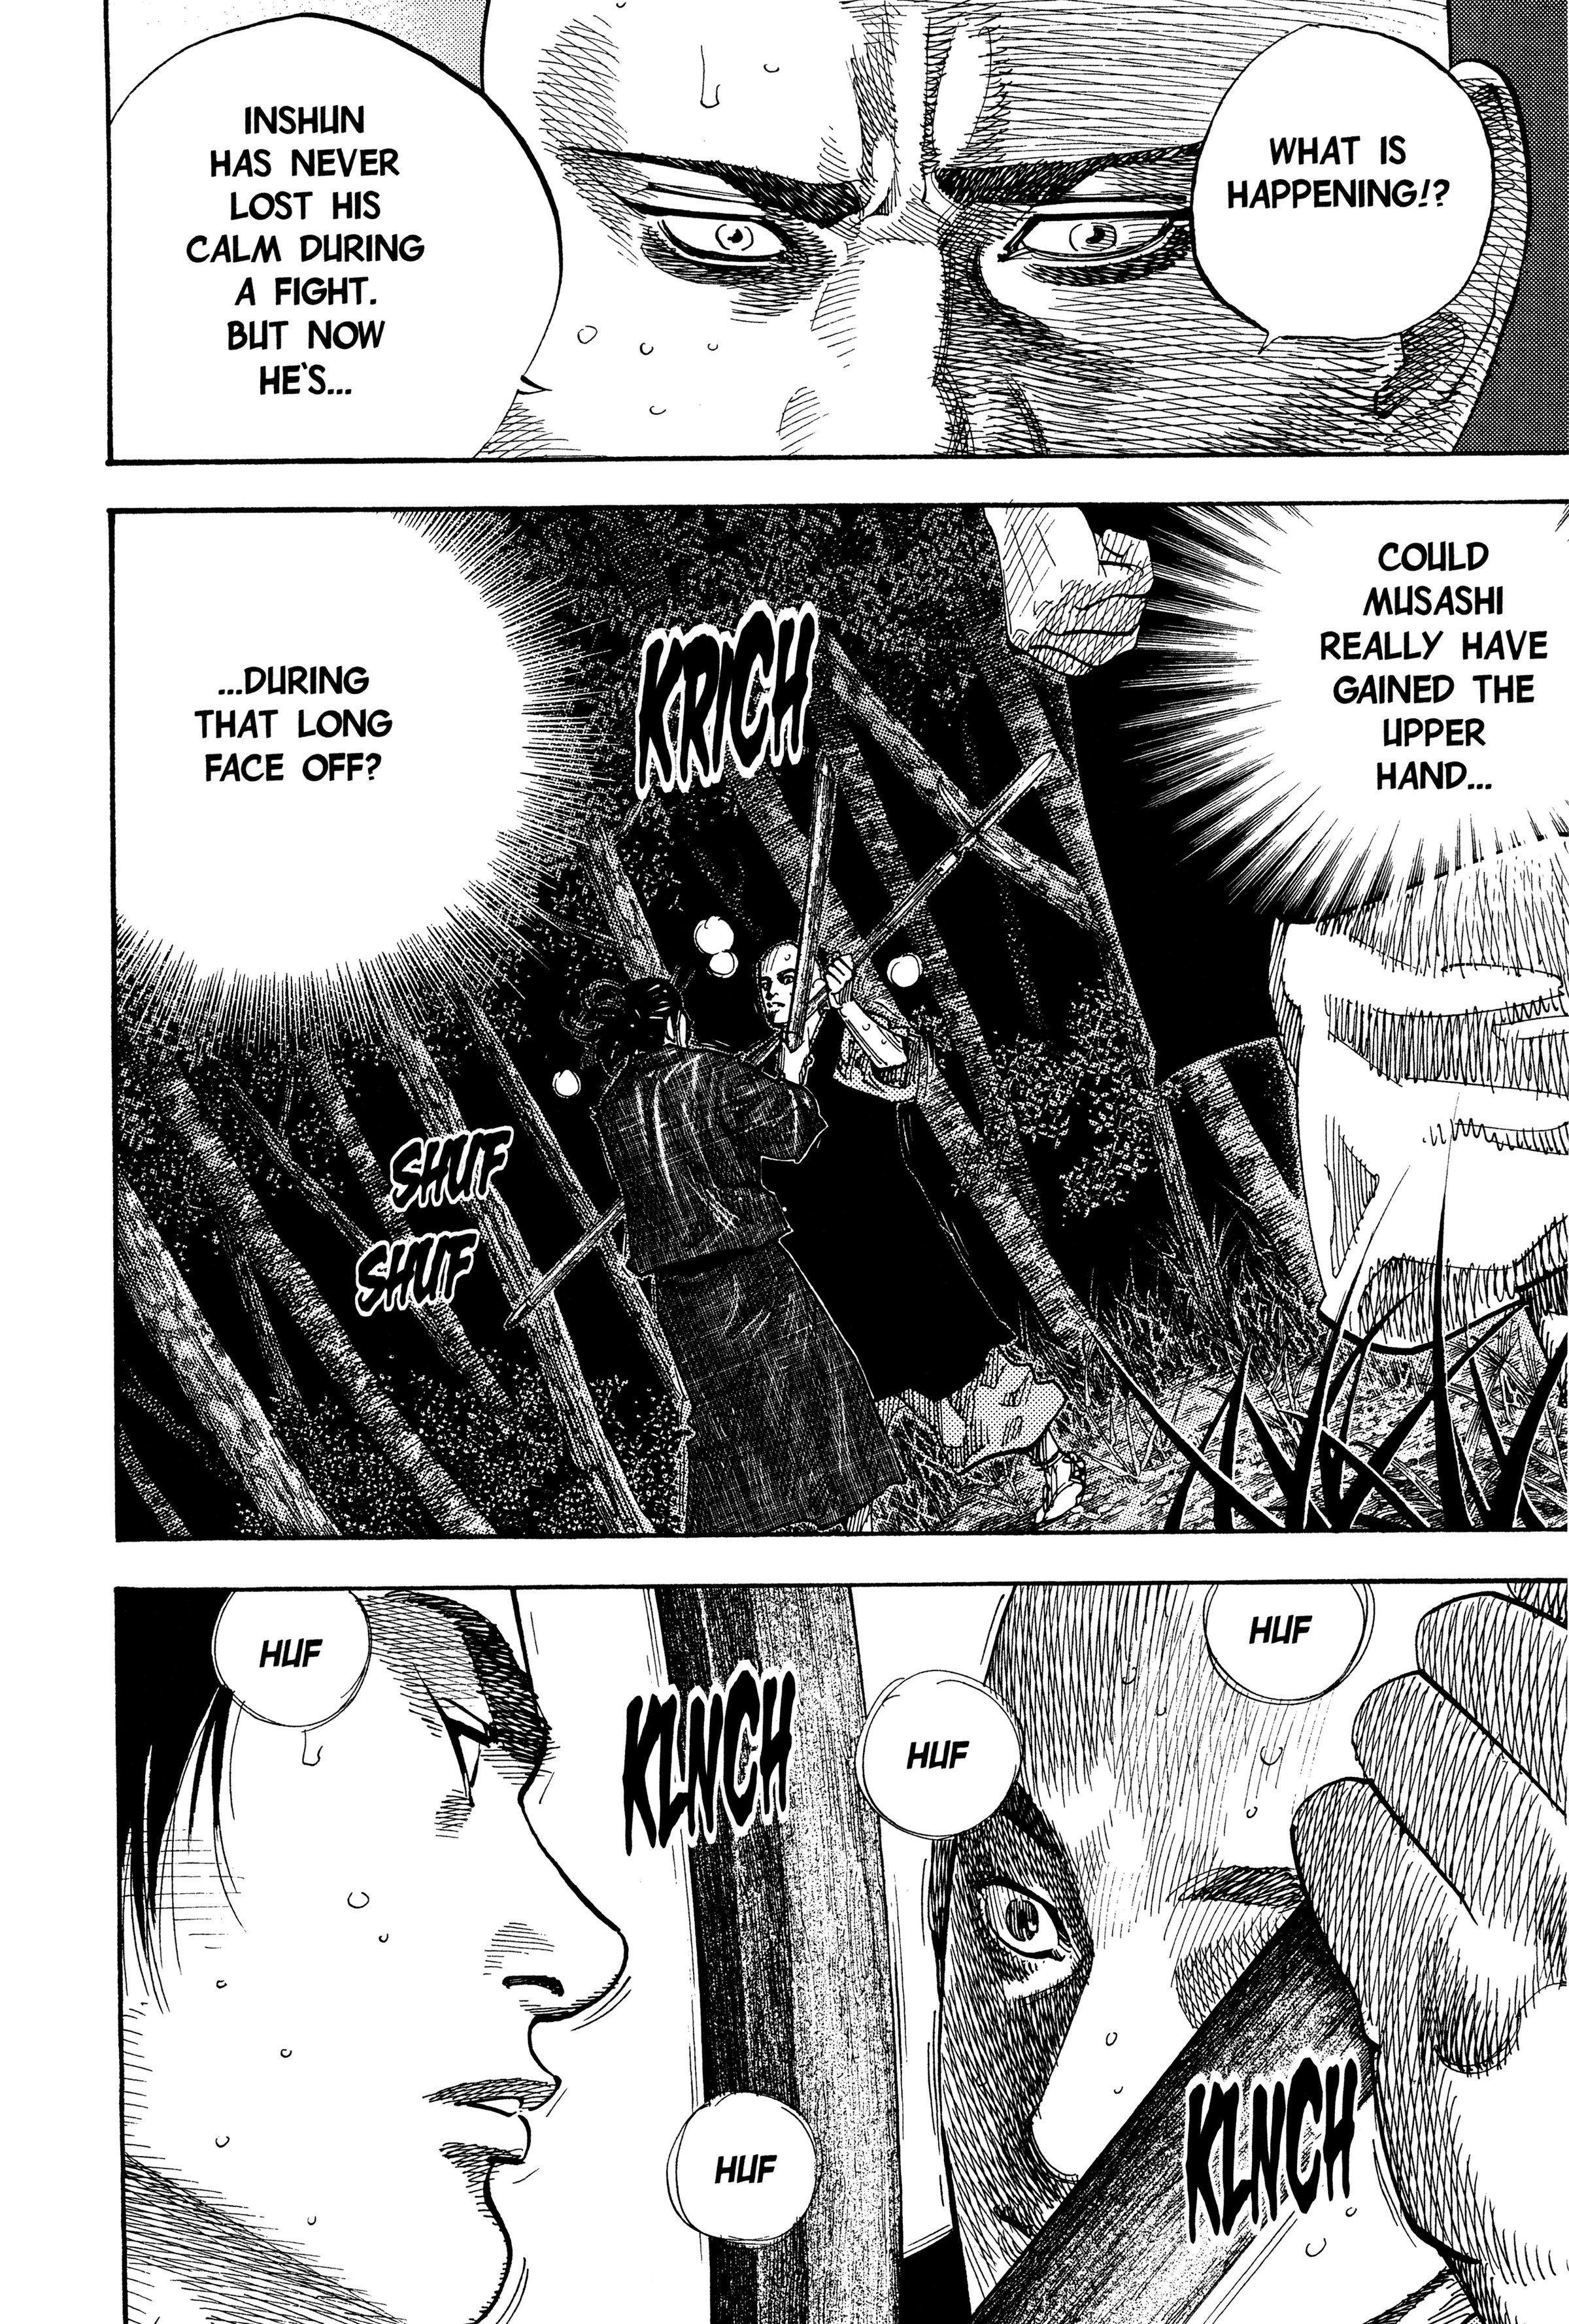 WHAT IS
HAPPENING!?
INSHUN
HAS NEVER
LOST HIS
CALM DURING
A FIGHT.
BUT NOW
HE'S...
COULD
MUSASHI
REALLY HAVE
GAINED THE
UPPER
HAND...
KRICH
...DURING
THAT LONG
FACE OFF?
SHUF
SHUF
HUF
HUF
KLNCH
HUF
KLNCH
HUF